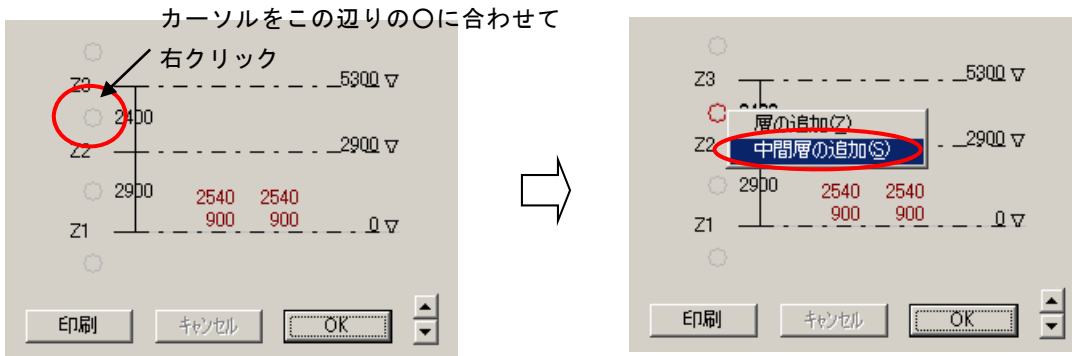 カーソルをこの辺りの〇に合わせて
右クリック
Z3 5300 ▽
2400
Z2 2900 ▽
2900
2540 2540
900 900
Z1 0 ▽
印刷 キャンセル OK
Z3 5300 ▽
層の追加(Z)
Z2 中間層の追加(S) 2900 ▽
2900
2540 2540
900 900
Z1 0 ▽
印刷 キャンセル OK